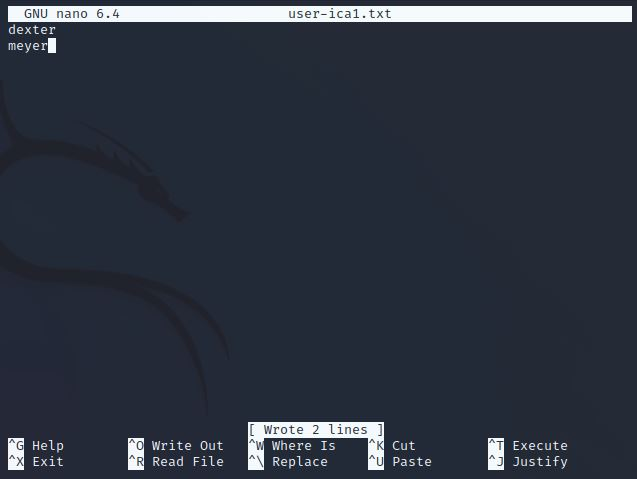 GNU nano 6.4 user-ica1.txt
dexter
meyer
[ Wrote 2 lines ]
^G Help ^O Write Out ^W Where Is ^K Cut ^T Execute
^X Exit ^R Read File ^\ Replace ^U Paste ^J Justify